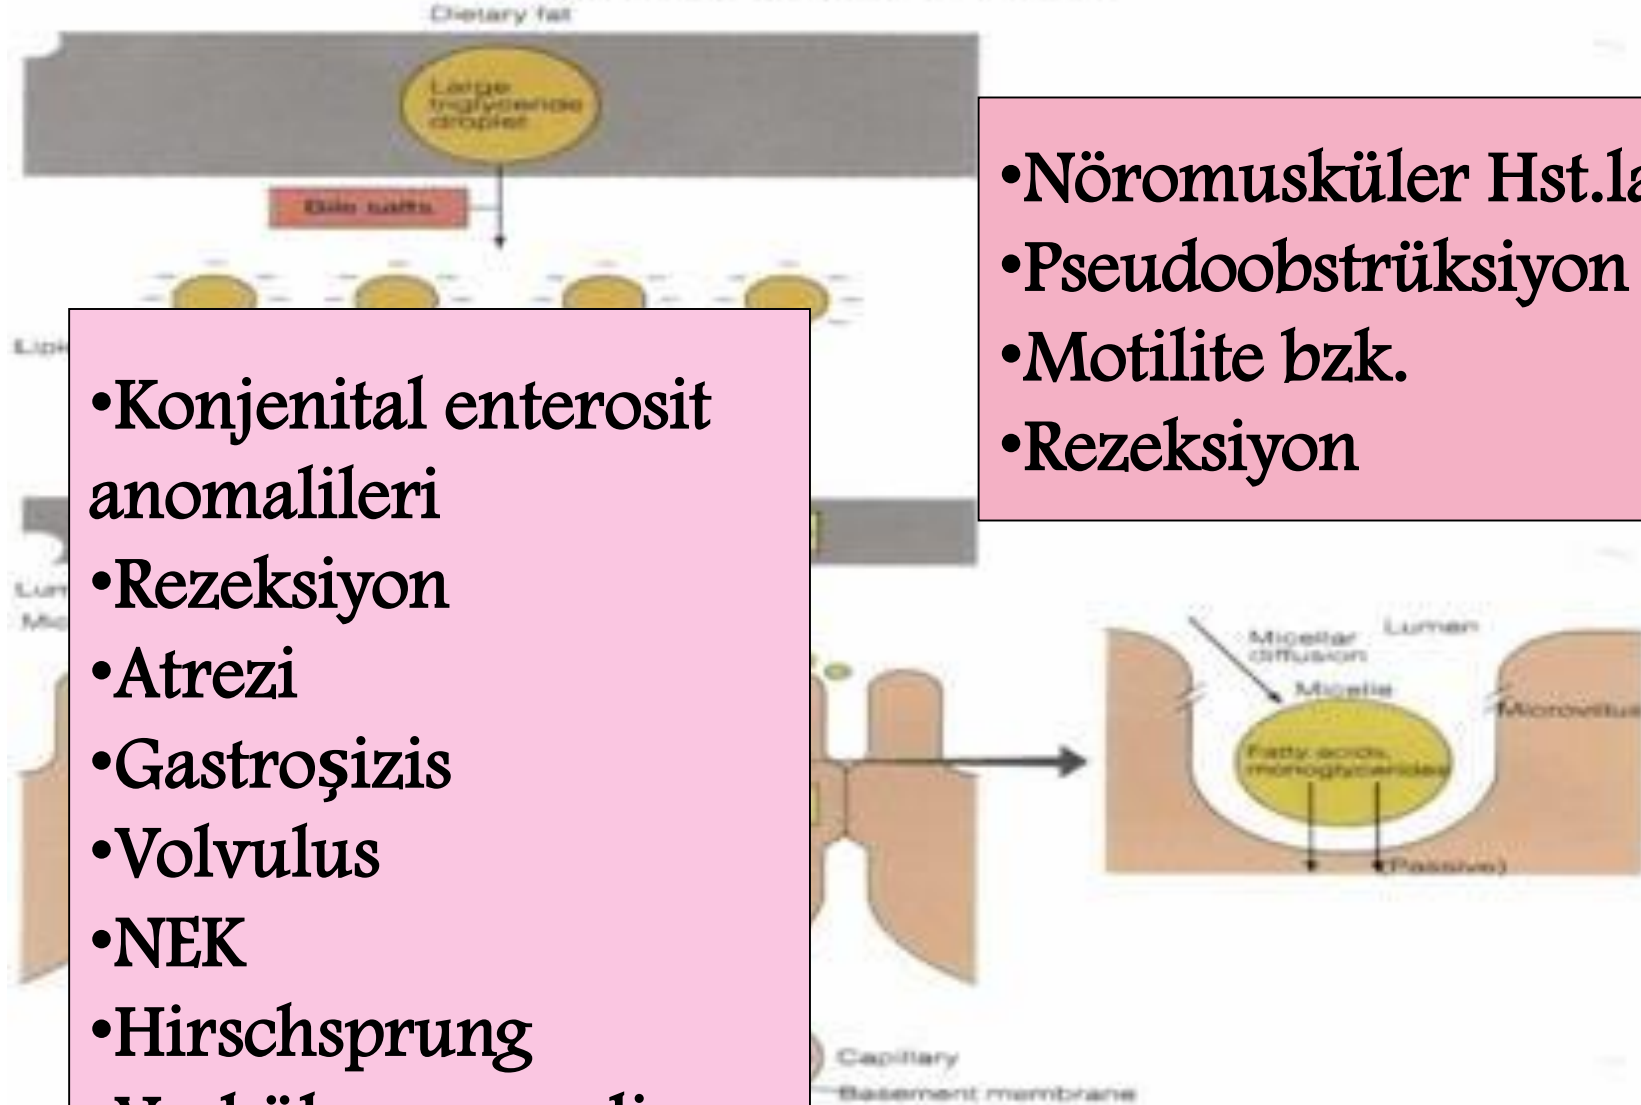 Dietary fat
Large
triglyceride
droplet
Bile salts
•Nöromusküler Hst.la
•Pseudoobstrüksiyon
•Motilite bzk.
•Rezeksiyon
•Konjenital enterosit
anomalileri
•Rezeksiyon
•Atrezi
•Gastroşizis
•Volvulus
•NEK
•Hirschsprung
Micellar
diffusion
Lumen
Micelle
Microvillus
Fatty acids,
monoglycerides
(Passive)
Capillary
Basement membrane